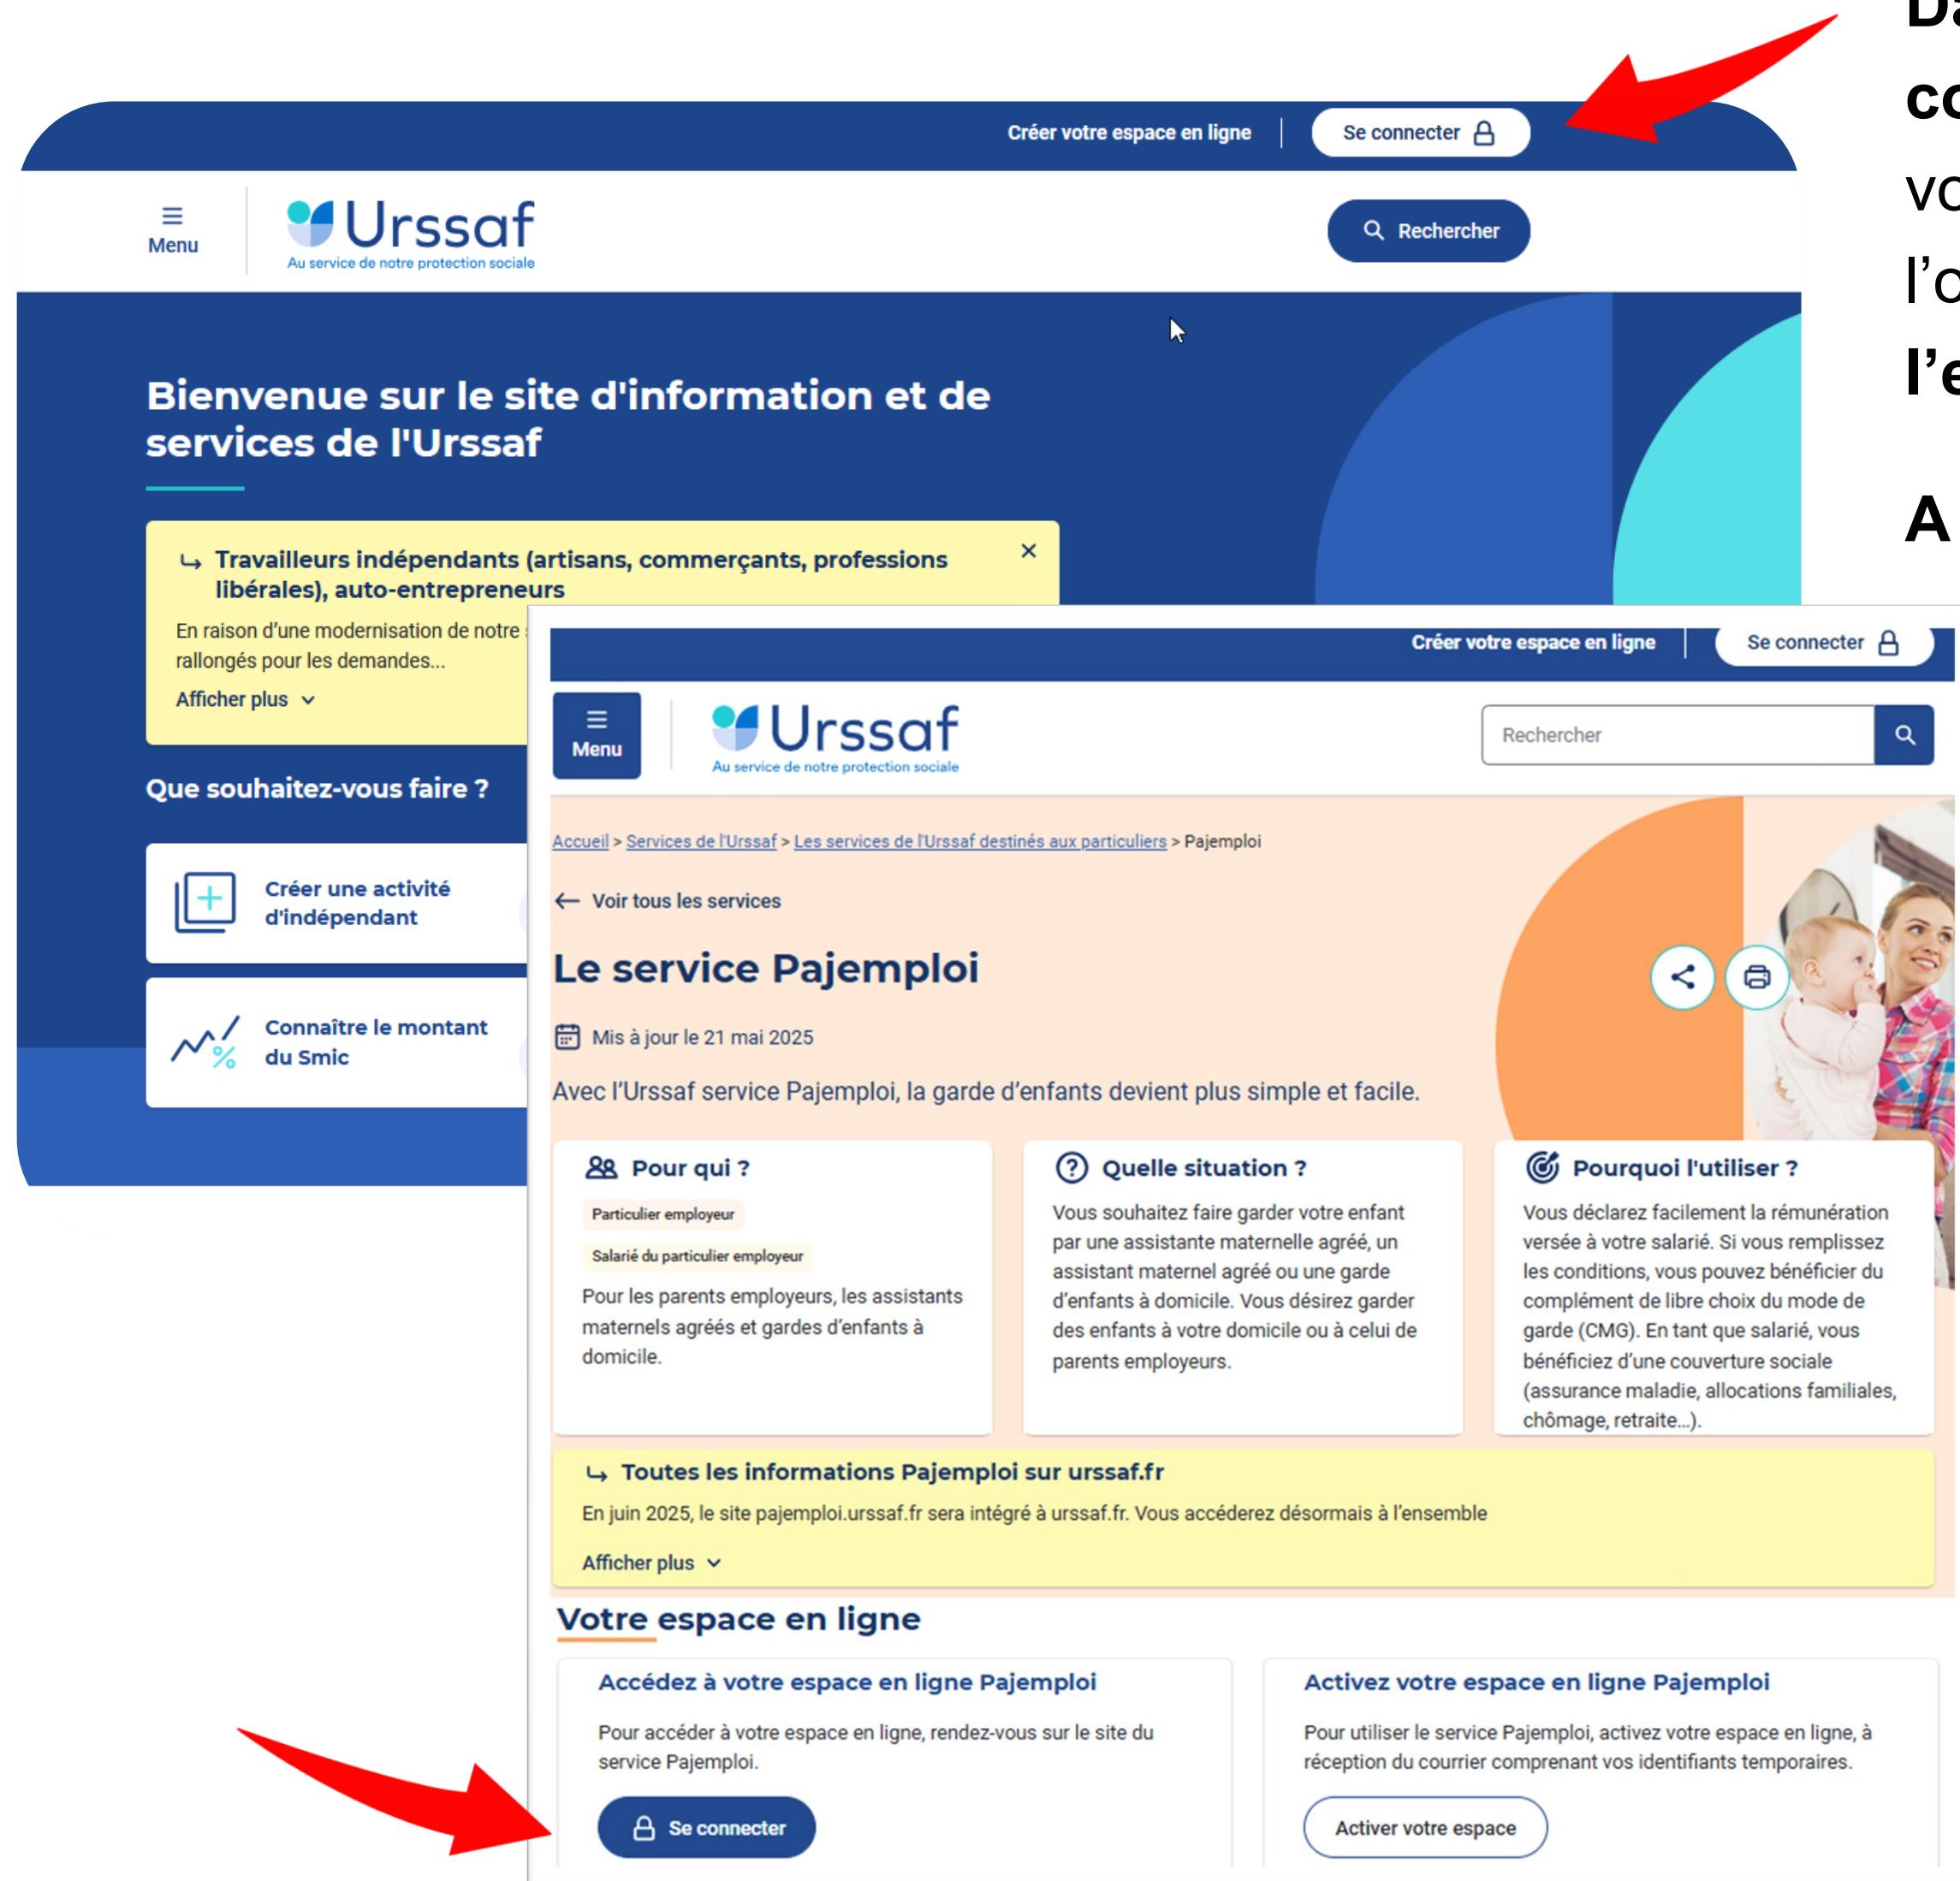 Créer votre espace en ligne
Se connecter
Menu
Urssaf
Au service de notre protection sociale
Rechercher
Bienvenue sur le site d'information et de
services de l'Urssaf
Travailleurs indépendants (artisans, commerçants, professions
libérales), auto-entrepreneurs
En raison d’une modernisation de notre
rallongés pour les demandes...
Afficher plus
Que souhaitez-vous faire ?
Créer une activité
d'indépendant
Connaître le montant
du Smic
l’e
A
Créer votre espace en ligne
Se connecter
Menu
Urssaf
Au service de notre protection sociale
Rechercher
Accueil > Services de l'Urssaf > Les services de l'Urssaf destinés aux particuliers > Pajemploi
← Voir tous les services
Le service Pajemploi
Mis à jour le 21 mai 2025
Avec l’Urssaf service Pajemploi, la garde d’enfants devient plus simple et facile.
Pour qui ?
Particulier employeur
Salarié du particulier employeur
Pour les parents employeurs, les assistants
maternels agréés et gardes d’enfants à
domicile.
Quelle situation ?
Vous souhaitez faire garder votre enfant
par une assistante maternelle agréé, un
assistant maternel agréé ou une garde
d’enfants à domicile. Vous désirez garder
des enfants à votre domicile ou à celui de
parents employeurs.
Pourquoi l'utiliser ?
Vous déclarez facilement la rémunération
versée à votre salarié. Si vous remplissez
les conditions, vous pouvez bénéficier du
complément de libre choix du mode de
garde (CMG). En tant que salarié, vous
bénéficiez d’une couverture sociale
(assurance maladie, allocations familiales,
chômage, retraite…).
Toutes les informations Pajemploi sur urssaf.fr
En juin 2025, le site pajemploi.urssaf.fr sera intégré à urssaf.fr. Vous accéderez désormais à l’ensemble
Afficher plus
Votre espace en ligne
Accédez à votre espace en ligne Pajemploi
Pour accéder à votre espace en ligne, rendez-vous sur le site du
service Pajemploi.
Se connecter
Activez votre espace en ligne Pajemploi
Pour utiliser le service Pajemploi, activez votre espace en ligne, à
réception du courrier comprenant vos identifiants temporaires.
Activer votre espace